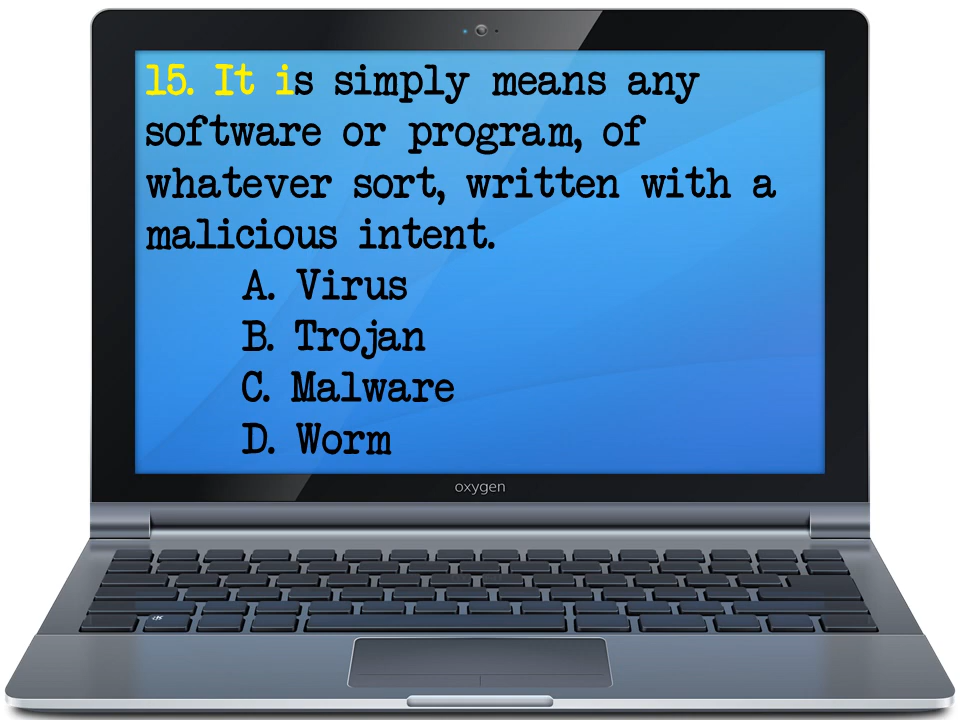 15. It is simply means any
software or program, of
whatever sort, written with a
malicious intent.
A. Virus
B. Trojan
C. Malware
D. Worm
oxygen